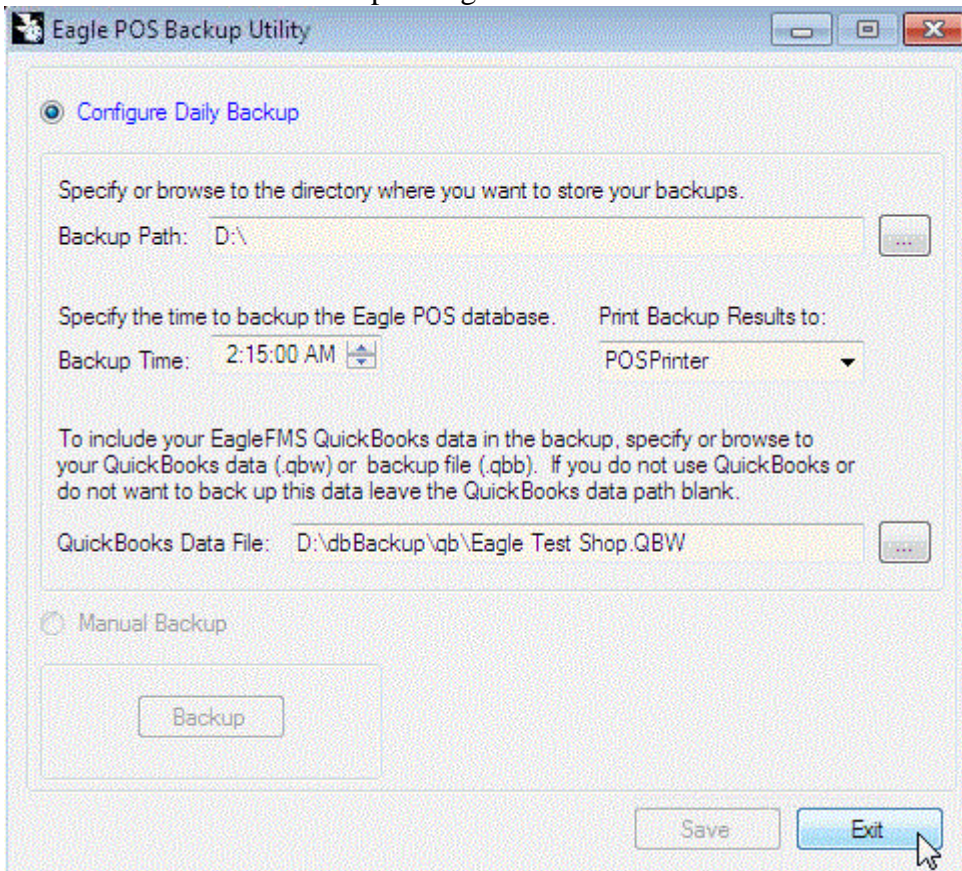 Eagle POS Backup Utility
Configure Daily Backup
Specify or browse to the directory where you want to store your backups.
Backup Path: D:\
...
Specify the time to backup the Eagle POS database. Print Backup Results to:
Backup Time: 2:15:00 AM POSPrinter
To include your EagleFMS QuickBooks data in the backup, specify or browse to
your QuickBooks data (.qbw) or backup file (.qbb). If you do not use QuickBooks or
do not want to back up this data leave the QuickBooks data path blank.
QuickBooks Data File: D:\dbBackup\qb\Eagle Test Shop.QBW
...
Manual Backup
Backup
Save Exit